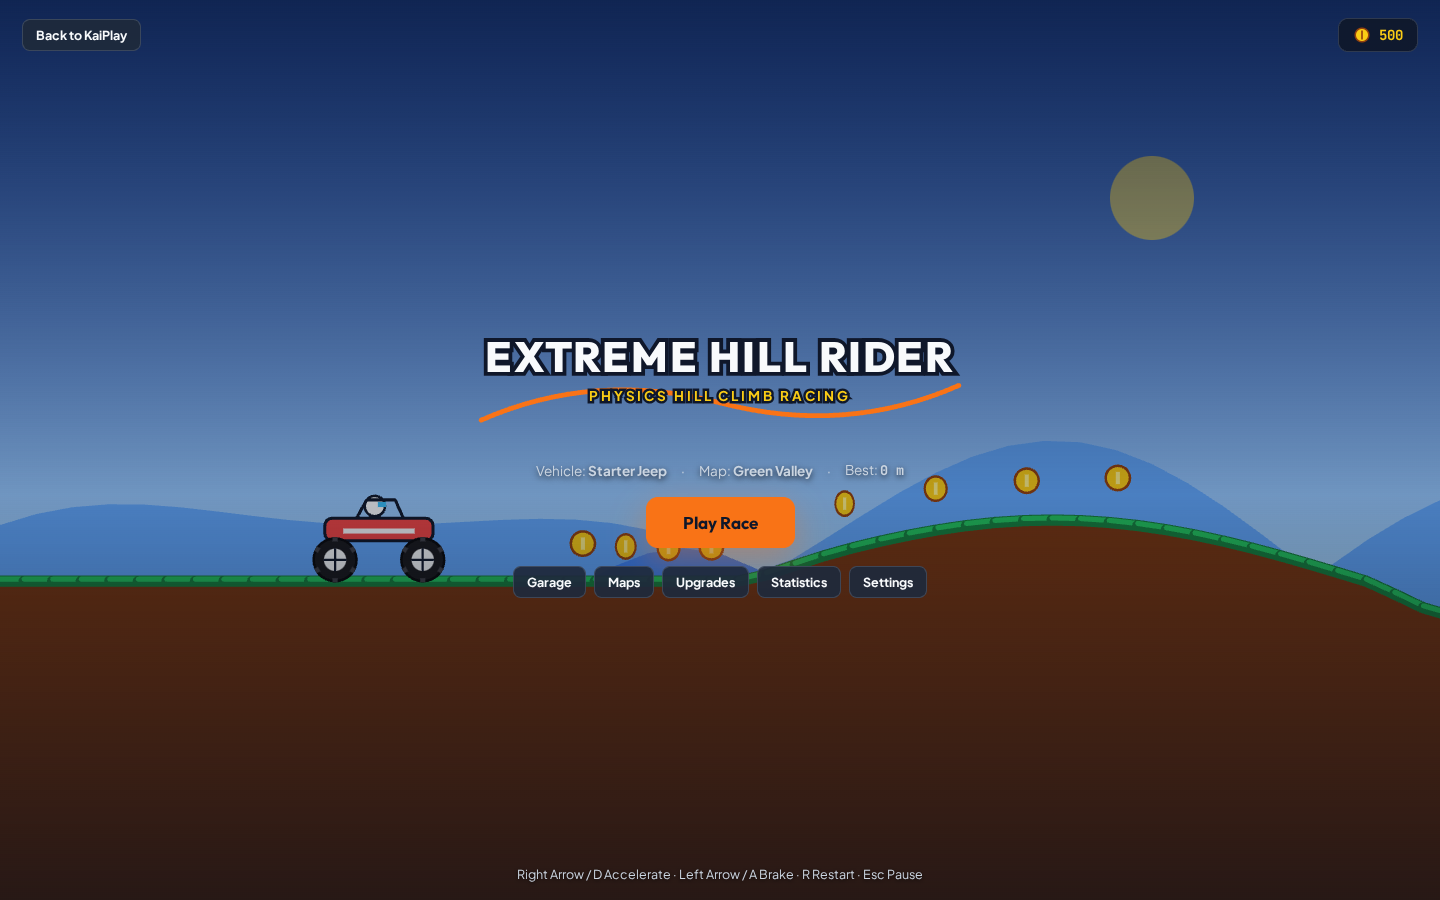 Back to KaiPlay
500
EXTREME HILL RIDER
PHYSICS HILL CLIMB RACING
Vehicle: Starter Jeep · Map: Green Valley · Best: 0 m
Play Race
Garage Maps Upgrades Statistics Settings
Right Arrow / D Accelerate · Left Arrow / A Brake · R Restart · Esc Pause